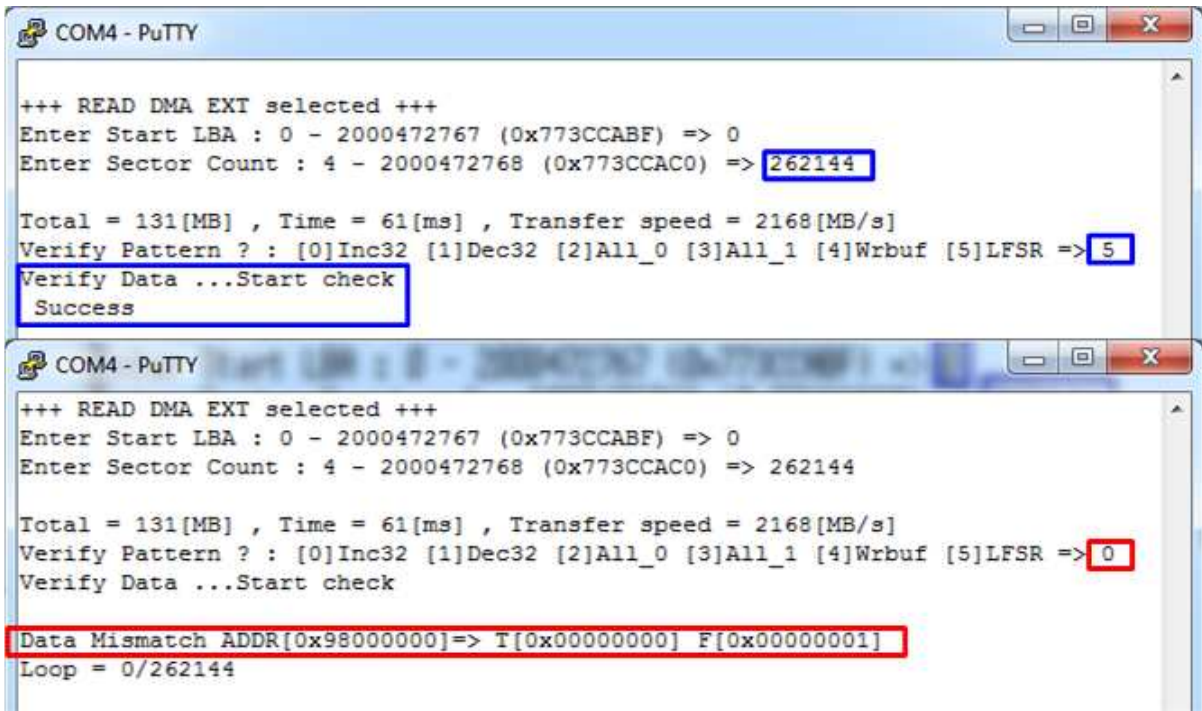 COM4 - PuTTY
+++ READ DMA EXT selected +++
Enter Start LBA : 0 - 2000472767 (0x773CCABF) => 0
Enter Sector Count : 4 - 2000472768 (0x773CCAC0) => 262144
Total = 131[MB] , Time = 61[ms] , Transfer speed = 2168[MB/s]
Verify Pattern ? : [0]Inc32 [1]Dec32 [2]All_0 [3]All_1 [4]Wrbuf [5]LFSR => 5
Verify Data ...Start check
Success
COM4 - PuTTY
+++ READ DMA EXT selected +++
Enter Start LBA : 0 - 2000472767 (0x773CCABF) => 0
Enter Sector Count : 4 - 2000472768 (0x773CCAC0) => 262144
Total = 131[MB] , Time = 61[ms] , Transfer speed = 2168[MB/s]
Verify Pattern ? : [0]Inc32 [1]Dec32 [2]All_0 [3]All_1 [4]Wrbuf [5]LFSR => 0
Verify Data ...Start check
Data Mismatch ADDR[0x98000000]=> T[0x00000000] F[0x00000001]
Loop = 0/262144